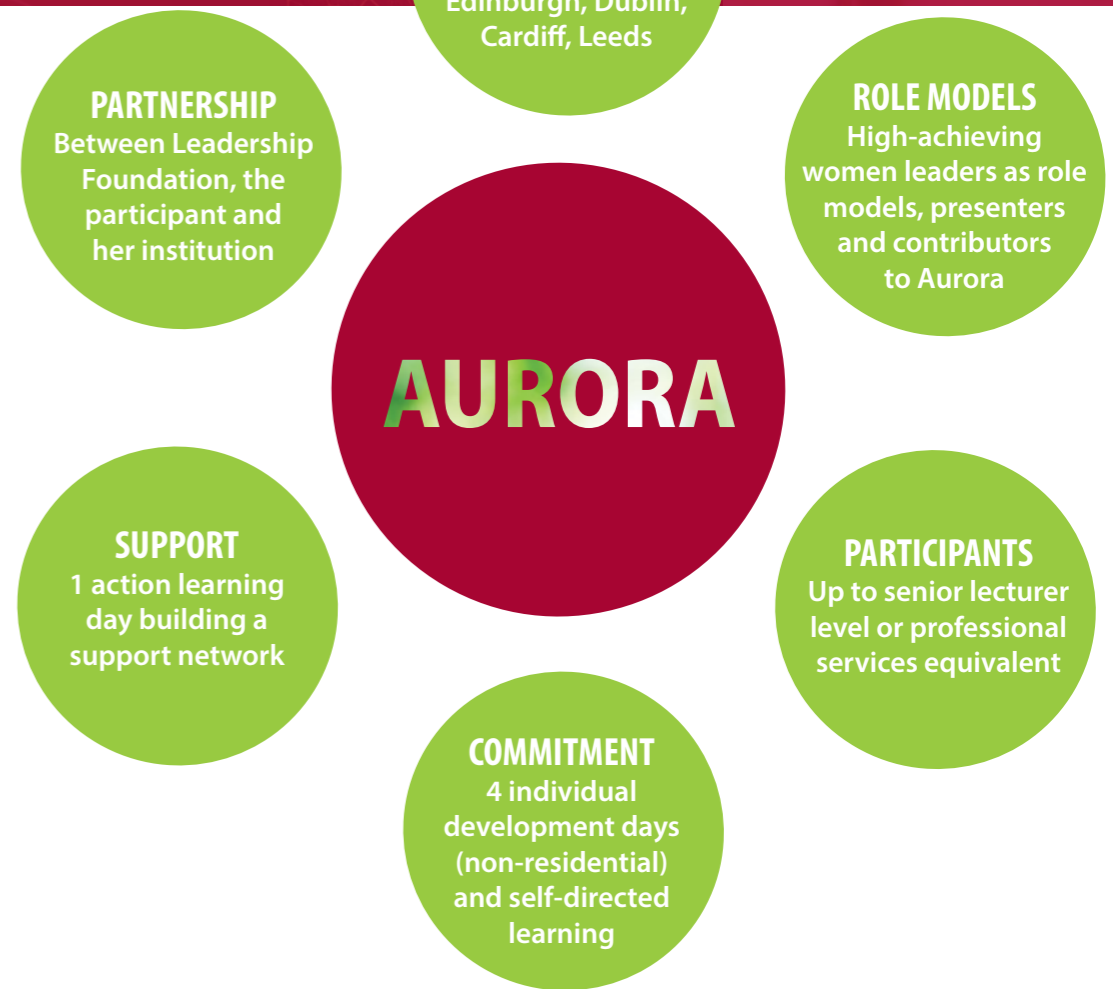 Edinburgh, Dublin,
Cardiff, Leeds
PARTNERSHIP
Between Leadership
Foundation, the
participant and
her institution
ROLE MODELS
High-achieving
women leaders as role
models, presenters
and contributors
to Aurora
AURORA
SUPPORT
1 action learning
day building a
support network
PARTICIPANTS
Up to senior lecturer
level or professional
services equivalent
COMMITMENT
4 individual
development days
(non-residential)
and self-directed
learning